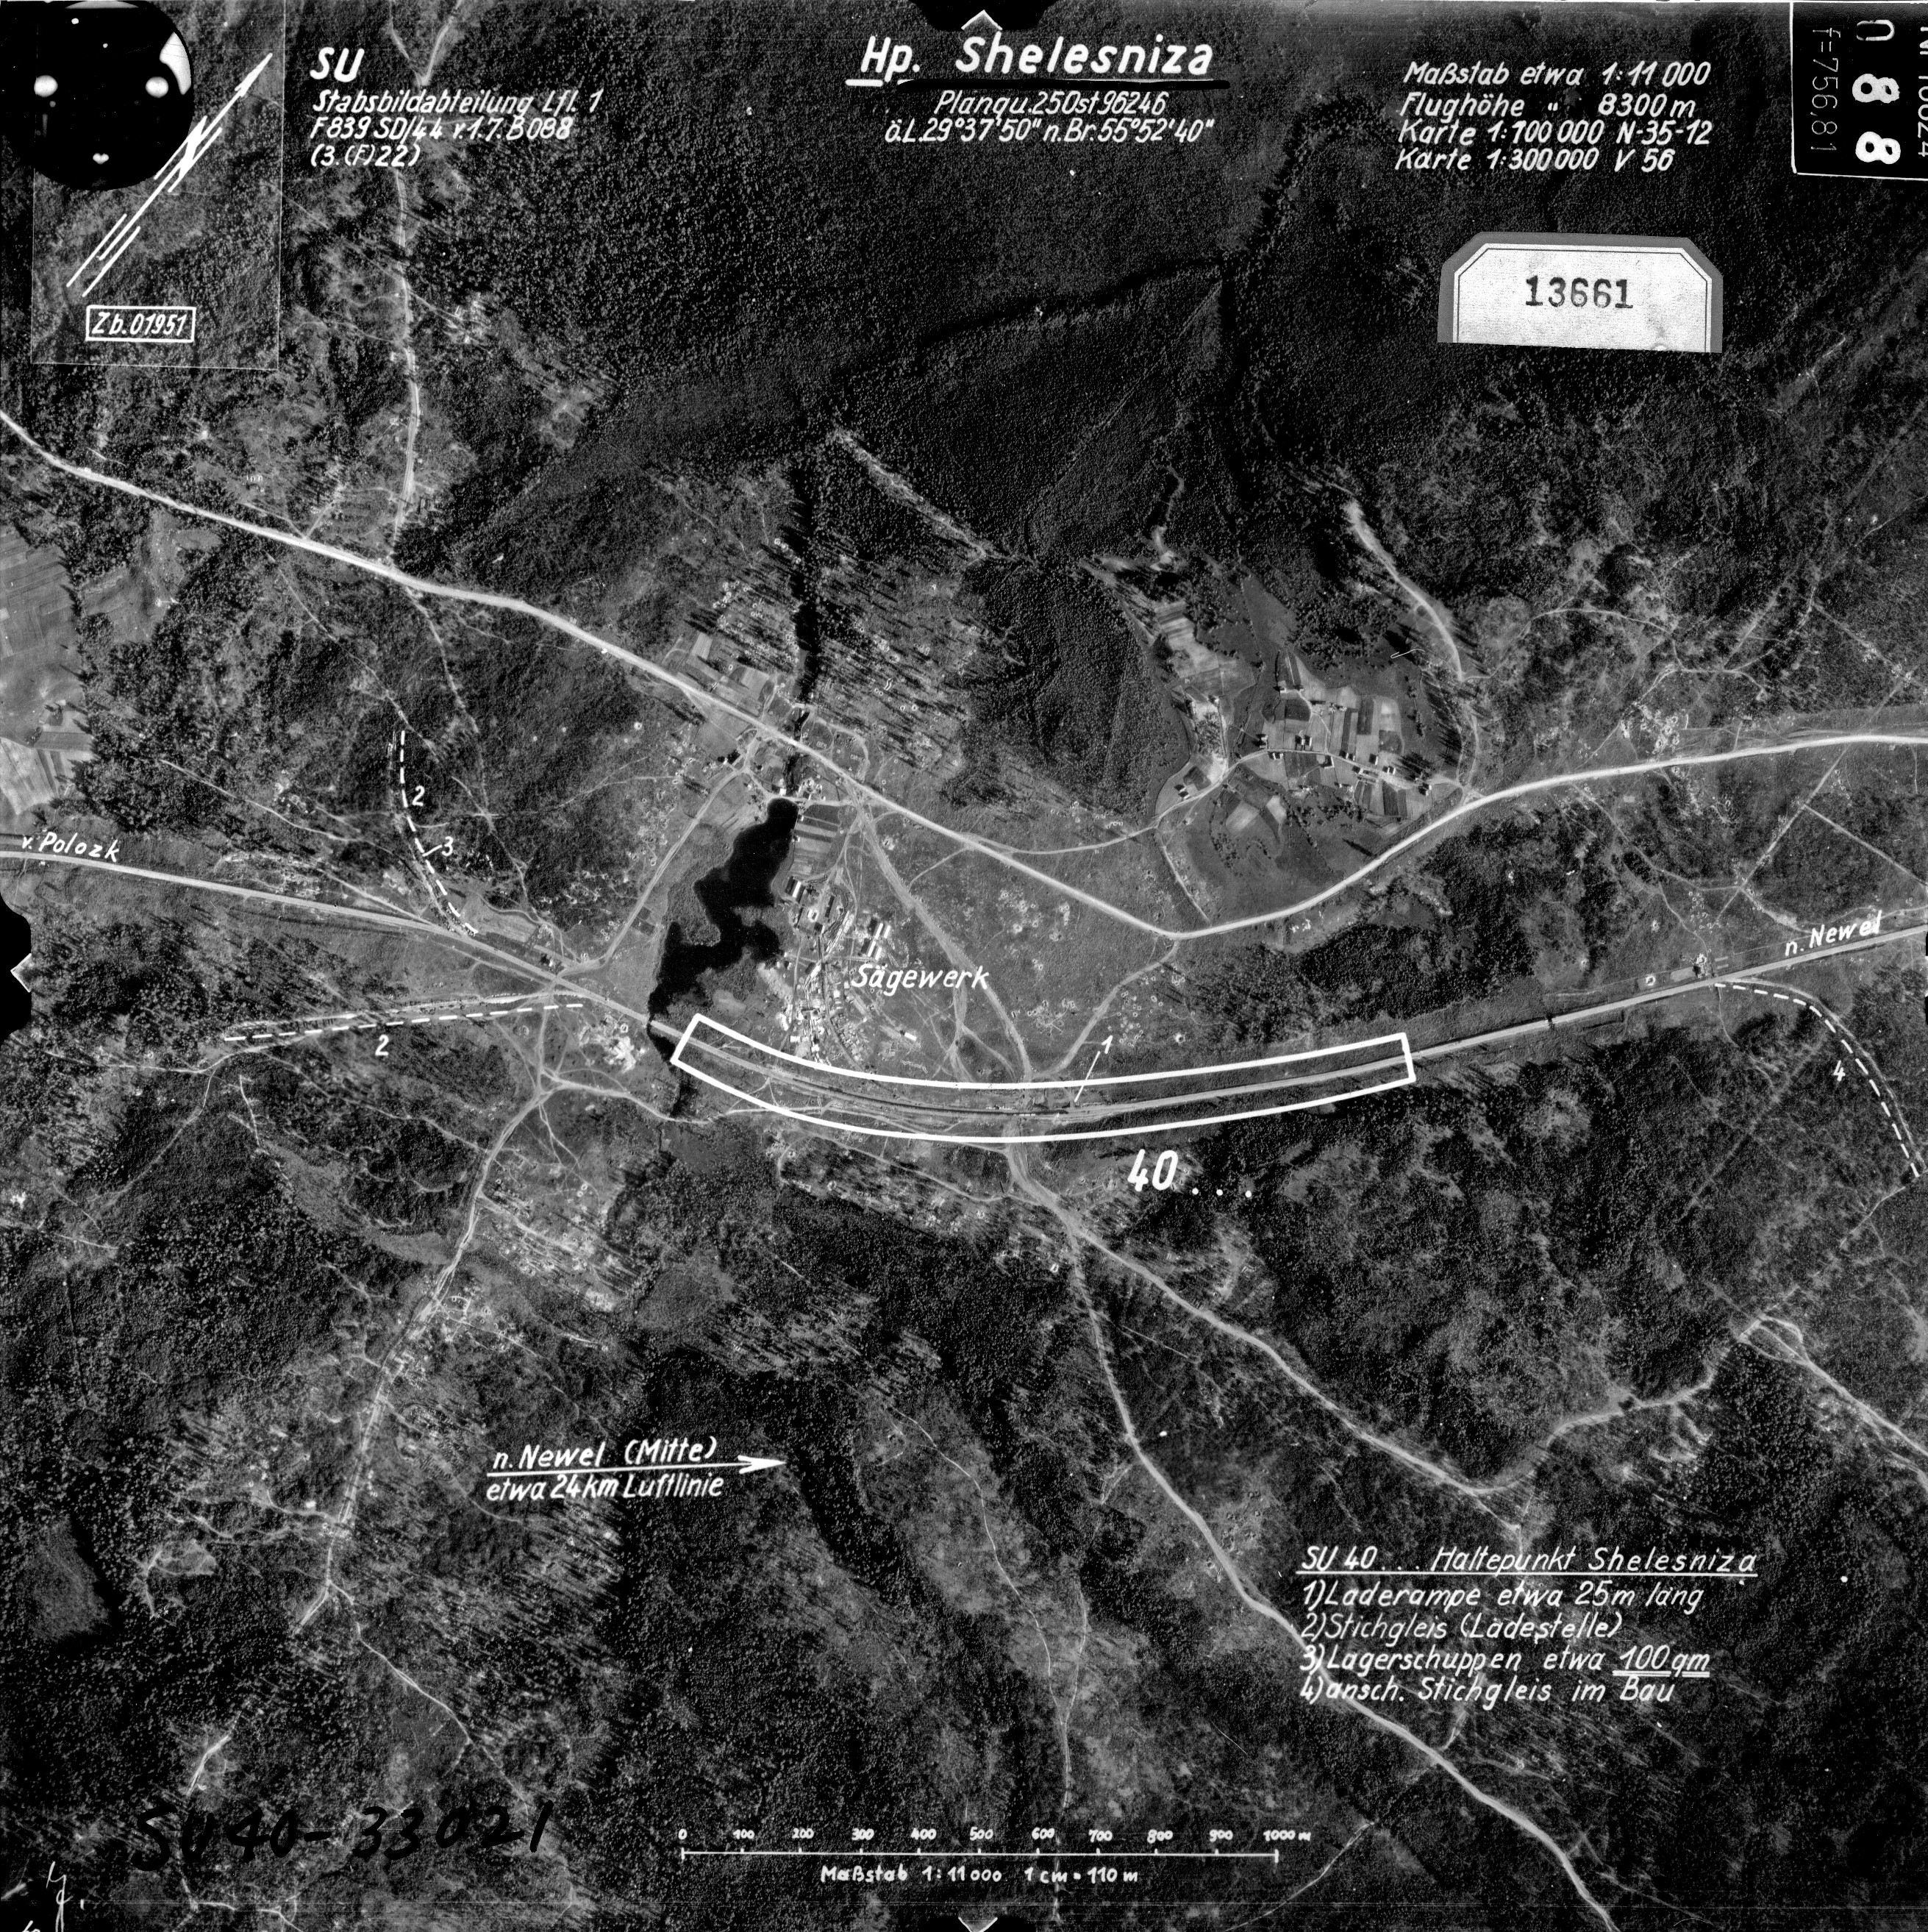 SU
Stabsbildabteilung Lfl. 1
F839 SD/44 v.1.7. B088
(3.(F)22)
Zb.01951
Hp. Shelesniza
Planqu. 25 Ost 96246
ö.L.29°37'50" n.Br.55°52'40"
Maßstab etwa 1:11 000
Flughöhe " 8300 m
Karte 1:100 000 N-35-12
Karte 1:300 000 V 56
f=756,81
088
13661
2
3
v. Polozk
Sägewerk
n. Newel
2
1
4
40 . . .
n. Newel (Mitte)
etwa 24 km Luftlinie
SU 40 ... Haltepunkt Shelesniza
1) Laderampe etwa 25m lang
2) Stichgleis (Ladestelle)
3) Lagerschuppen etwa 100 qm
4) ansch. Stichgleis im Bau
SU40-33021
0 100 200 300 400 500 600 700 800 900 1000 m
Maßstab 1:11 000 1 cm = 110 m